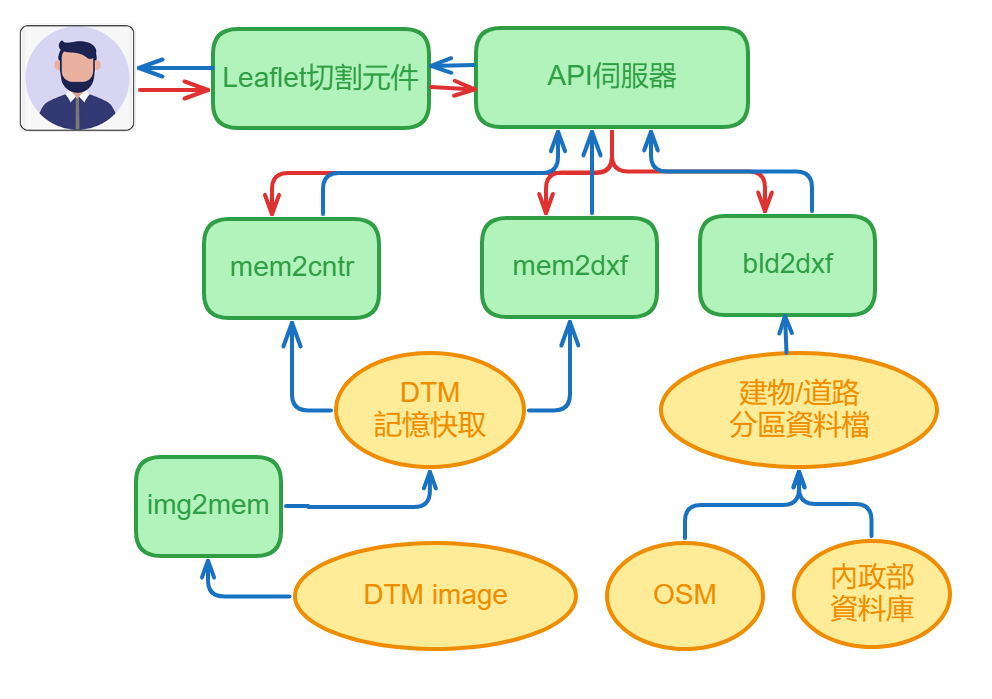 Leaflet切割元件
API伺服器
mem2cntr
mem2dxf
bld2dxf
DTM
記憶快取
建物/道路
分區資料檔
img2mem
DTM image
OSM
內政部
資料庫